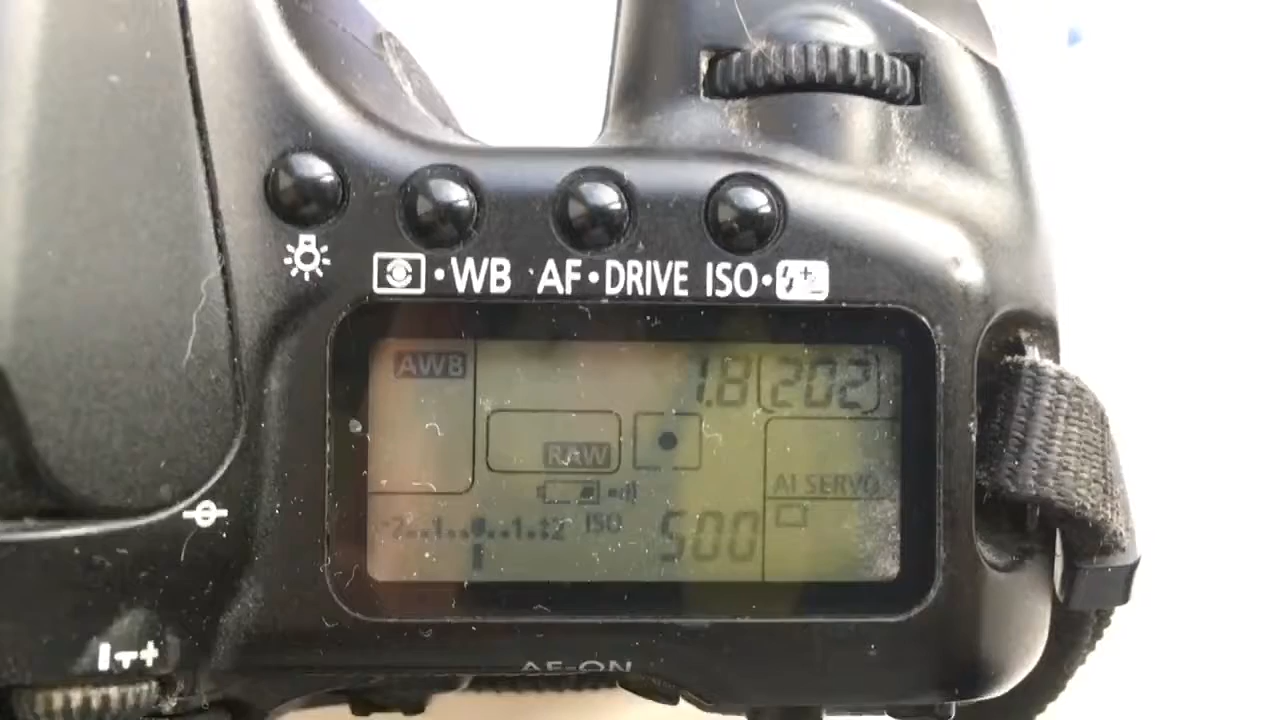 WB AF•DRIVE ISO•
AWB 1.8 [202]
RAW
AI SERVO
-2..1..0..1.:2 ISO 500
AF-ON